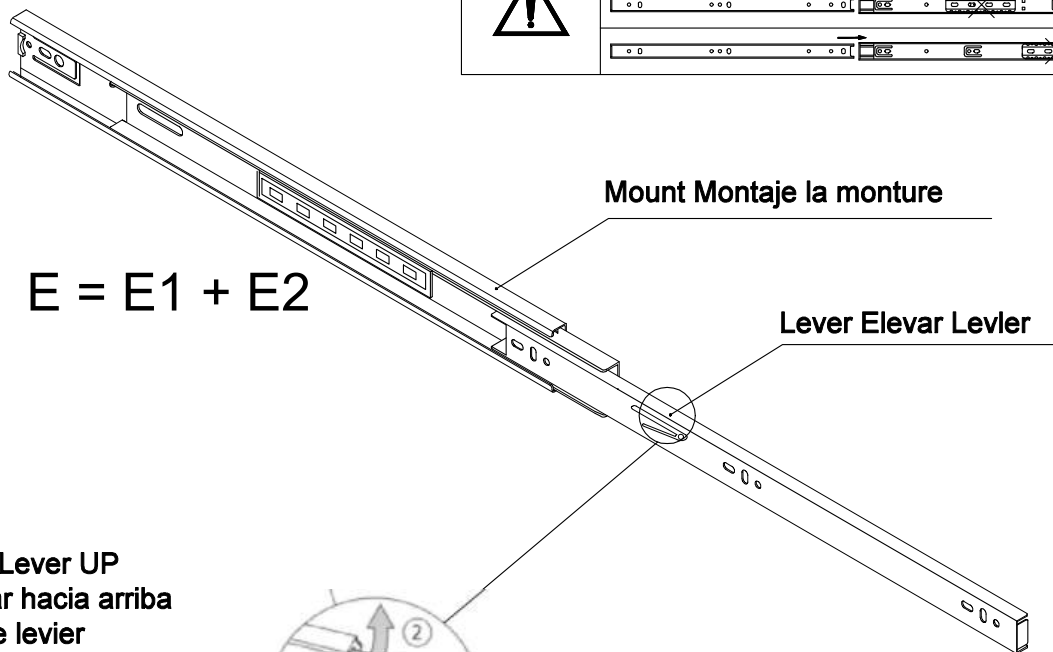 Mount Montaje la monture
E = E1 + E2
Lever Elevar Levler
Lever UP
hacia arriba
levier
2